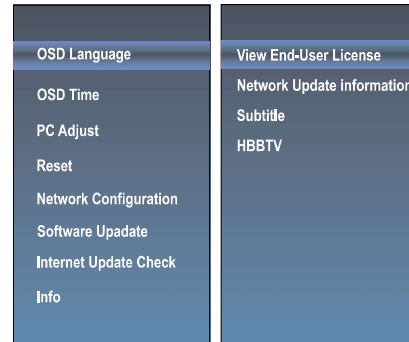 OSD Language
OSD Time
PC Adjust
Reset
Network Configuration
Software Upadate
Internet Update Check
Info
View End-User License
Network Update information
Subtitle
HBBTV